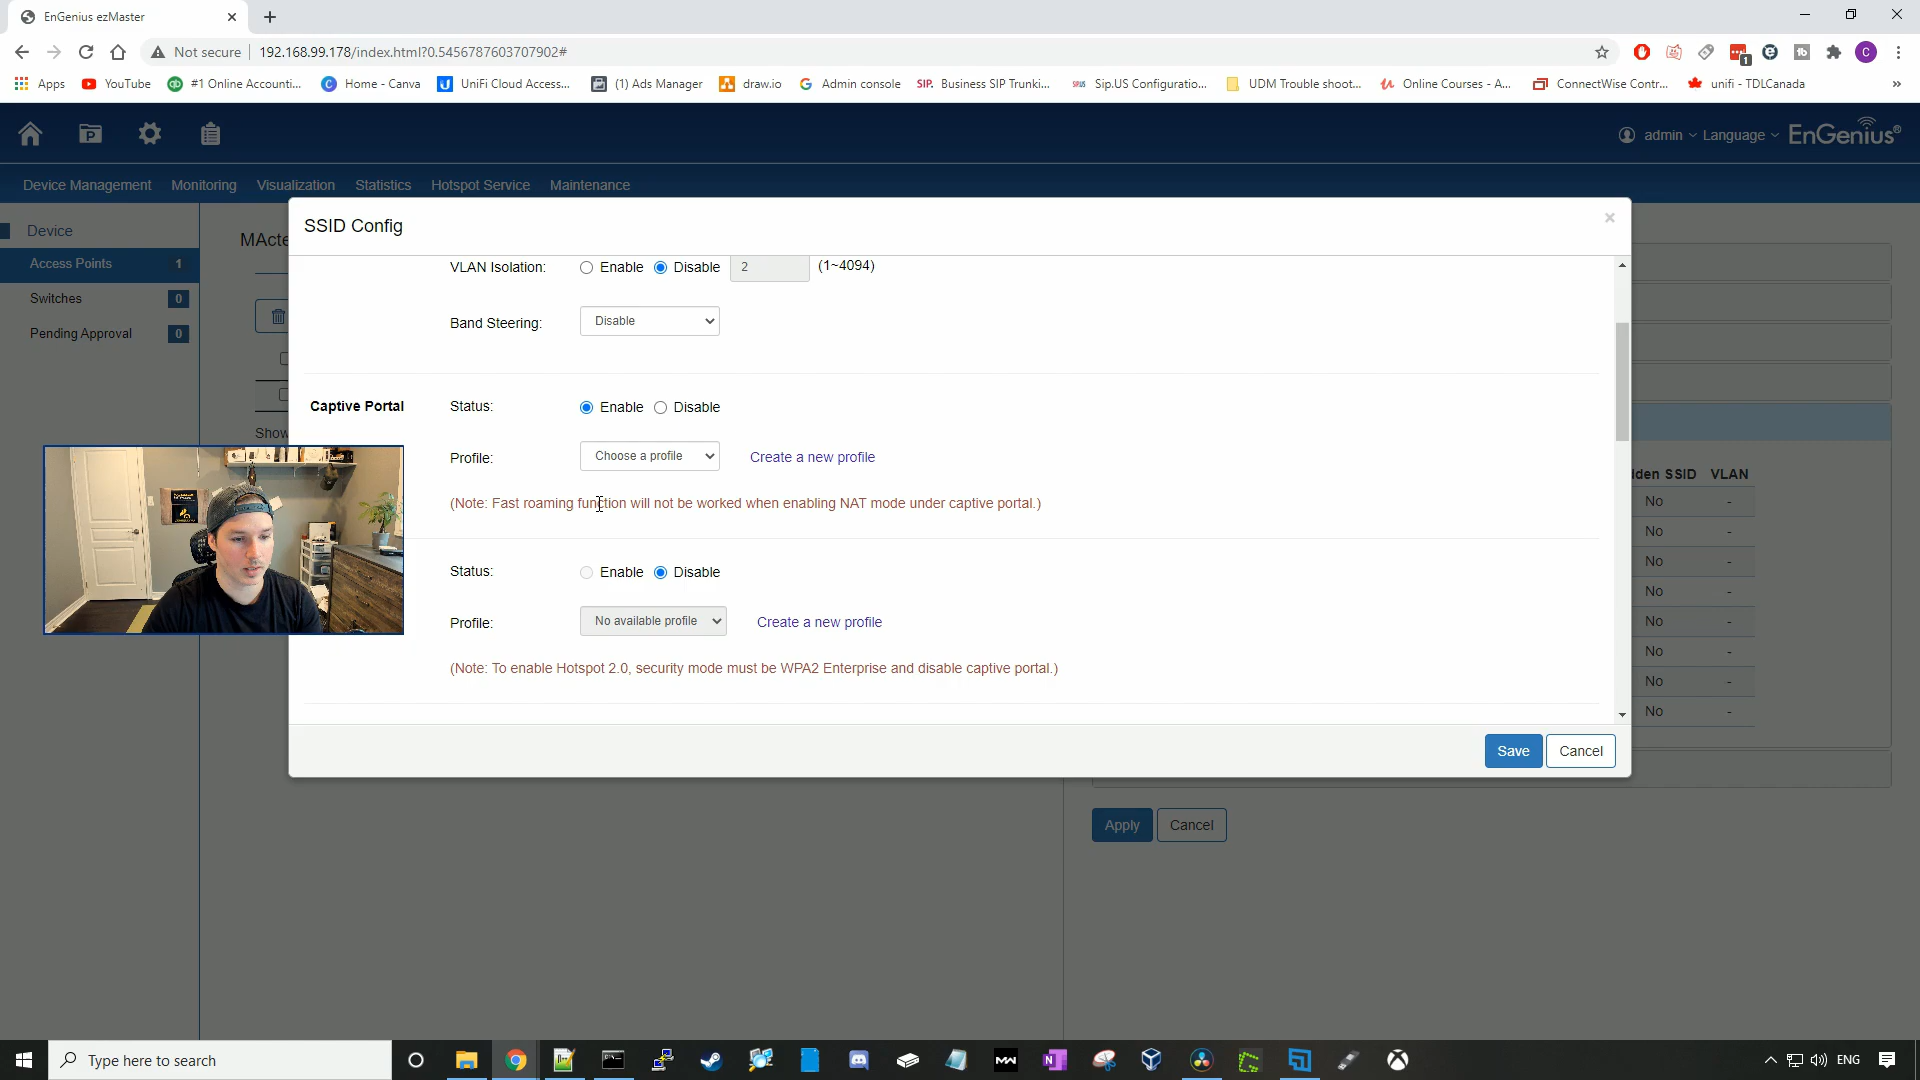 EnGenius ezMaster
Not secure
192.168.99.178/index.html?0.5456787603707902#
1
C
Apps
YouTube
#1 Online Accounti...
Home - Canva
UniFi Cloud Access...
(1) Ads Manager
draw.io
Admin console
SIP.
Business SIP Trunki...
Sip.US Configuratio...
UDM Trouble shoot...
Online Courses - A...
ConnectWise Contr...
unifi - TDLCanada
»
admin
Language
EnGenius®
Device Management
Monitoring
Visualization
Statistics
Hotspot Service
Maintenance
Device
Access Points 1
Switches 0
Pending Approval 0
MActe
Show
SSID Config
×
VLAN Isolation: Enable Disable 2 (1~4094)
Band Steering: Disable
Captive Portal Status: Enable Disable
Profile: Choose a profile Create a new profile
(Note: Fast roaming function will not be worked when enabling NAT mode under captive portal.)
Status: Enable Disable
Profile: No available profile Create a new profile
(Note: To enable Hotspot 2.0, security mode must be WPA2 Enterprise and disable captive portal.)
Save
Cancel
dden SSID VLAN
No -
No -
No -
No -
No -
No -
No -
No -
Apply
Cancel
Type here to search
MW
ENG